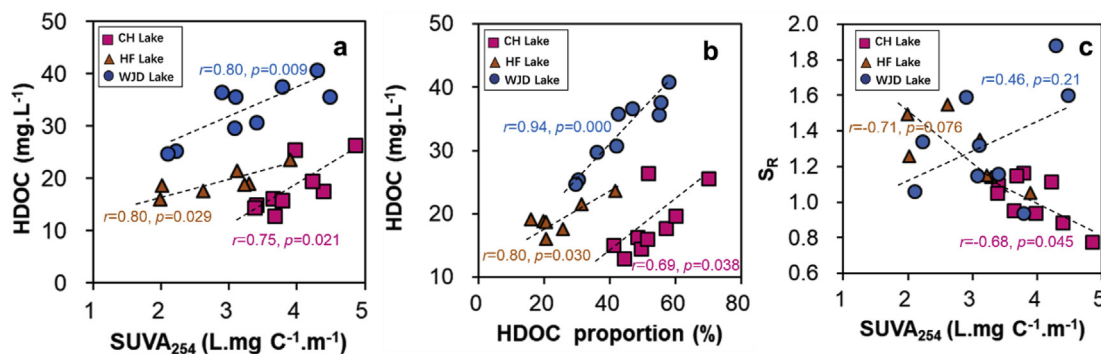 50
40
30
20
10
0
HDOC (mg.L⁻¹)
CH Lake
HF Lake
WJD Lake
a
r=0.80, p=0.009
r=0.80, p=0.029
r=0.75, p=0.021
1 2 3 4 5
SUVA₂₅₄ (L.mg C⁻¹.m⁻¹)
50
40
30
20
10
HDOC (mg.L⁻¹)
CH Lake
HF Lake
WJD Lake
b
r=0.94, p=0.000
r=0.80, p=0.030
r=0.69, p=0.038
0 20 40 60 80
HDOC proportion (%)
2.0
1.8
1.6
1.4
1.2
1.0
0.8
0.6
S_R
CH Lake
HF Lake
WJD Lake
c
r=0.46, p=0.21
r=-0.71, p=0.076
r=-0.68, p=0.045
1 2 3 4 5
SUVA₂₅₄ (L.mg C⁻¹.m⁻¹)